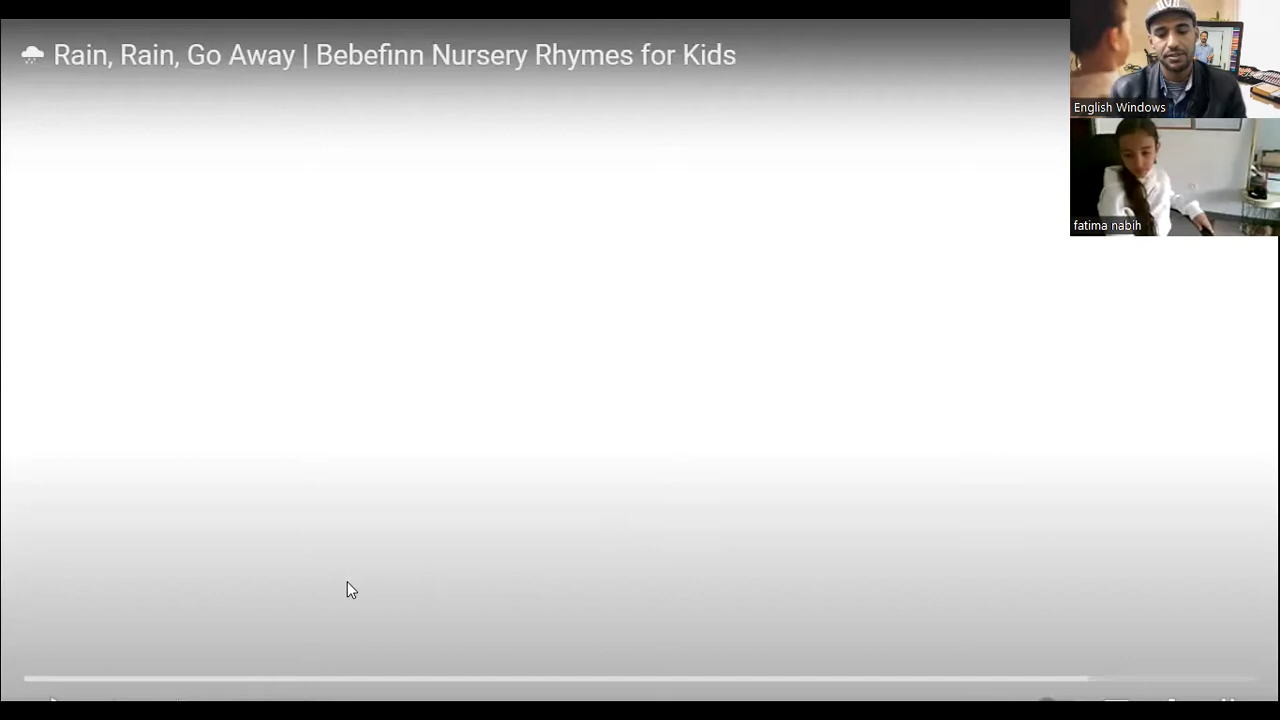 Rain, Rain, Go Away | Bebefinn Nursery Rhymes for Kids
English Windows
fatima nabih